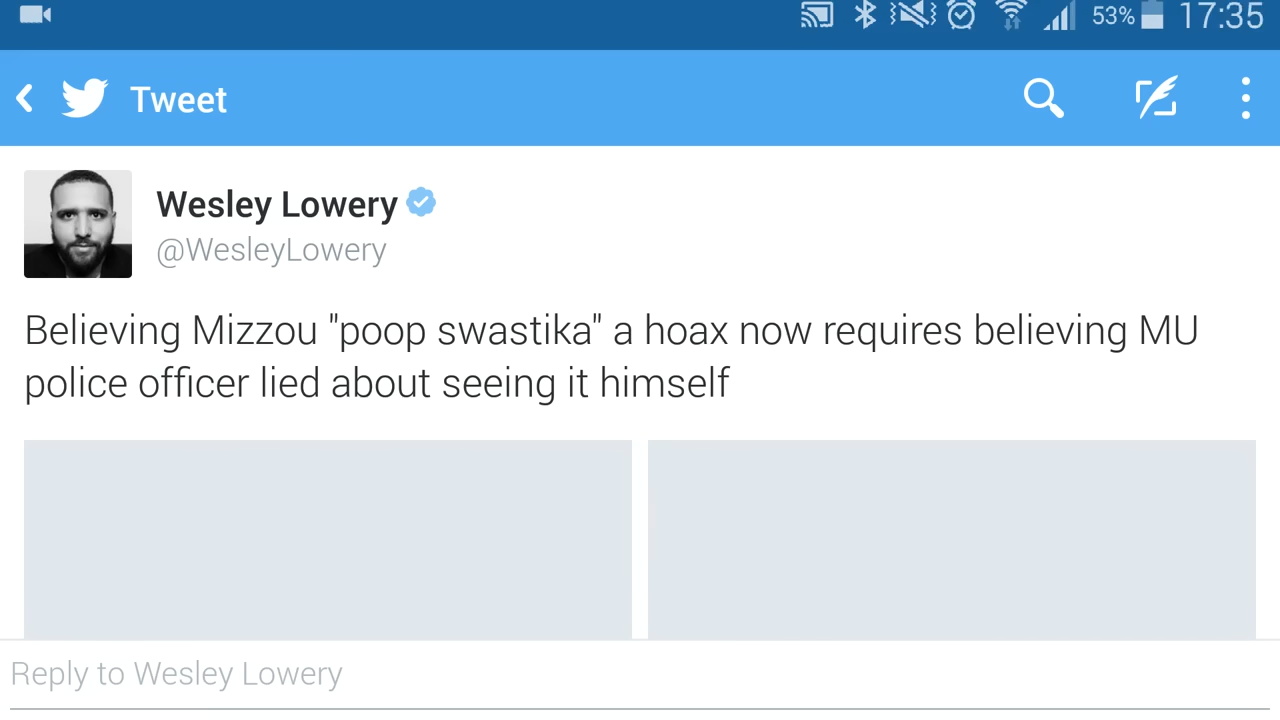 53% 17:35
Tweet
Wesley Lowery
@WesleyLowery
Believing Mizzou "poop swastika" a hoax now requires believing MU
police officer lied about seeing it himself
Reply to Wesley Lowery